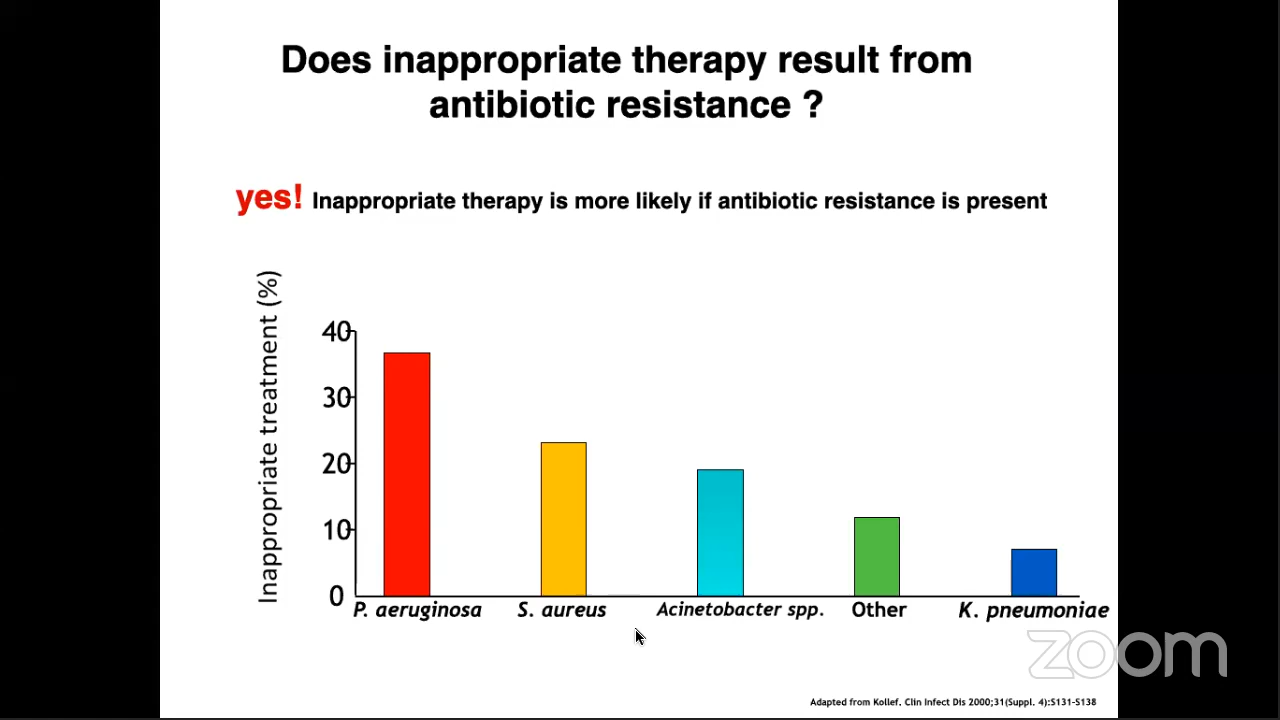 Does inappropriate therapy result from
antibiotic resistance ?
yes! Inappropriate therapy is more likely if antibiotic resistance is present
Inappropriate treatment (%)
40
30
20
10
0
P. aeruginosa S. aureus Acinetobacter spp. Other K. pneumoniae
zoom
Adapted from Kollef. Clin Infect Dis 2000;31(Suppl. 4):S131-S138